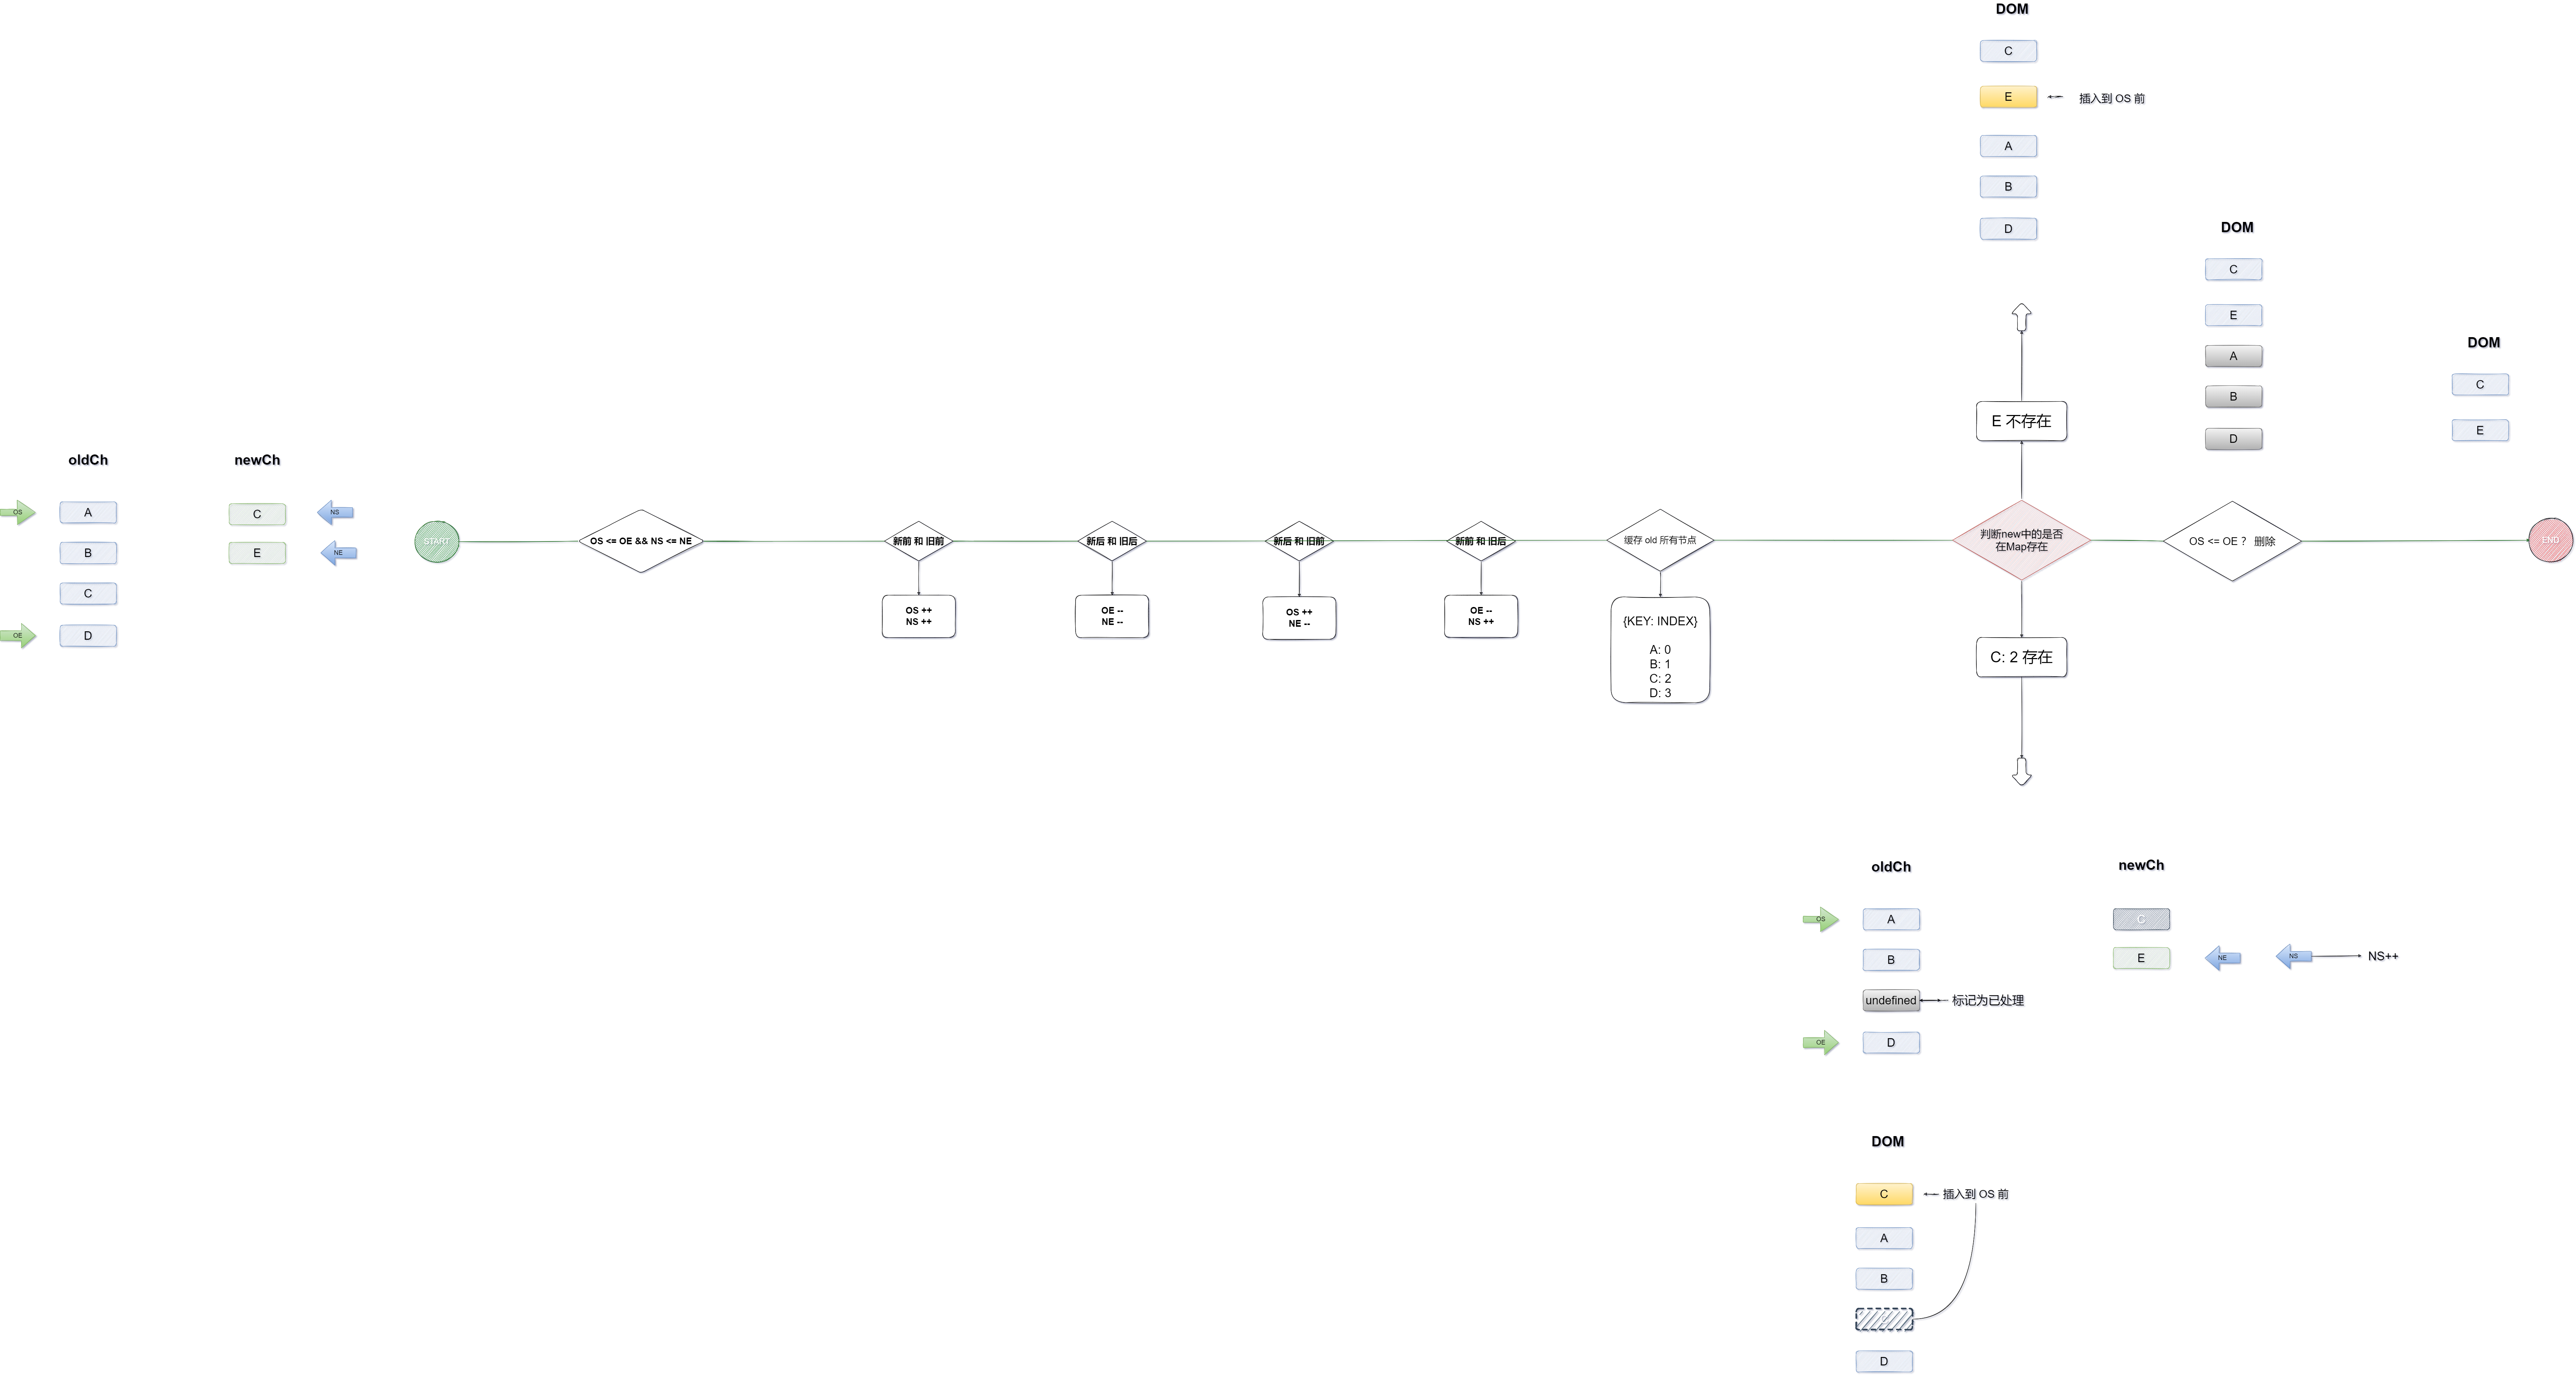 DOM
C
E
插入到 OS 前
A
B
D
DOM
C
E
A
B
D
DOM
C
E
E 不存在
oldCh
newCh
OS
A
C
NS
B
E
NE
C
OE
D
START
OS <= OE && NS <= NE
新前 和 旧前
新后 和 旧后
新后 和 旧前
新前 和 旧后
缓存 old 所有节点
判断new中的是否
在Map存在
OS <= OE ? 删除
END
OS ++
NS ++
OE --
NE --
OS ++
NE --
OE --
NS ++
{KEY: INDEX}
A: 0
B: 1
C: 2
D: 3
C: 2 存在
oldCh
newCh
OS
A
C
B
E
NE
NS
NS++
undefined
标记为已处理
OE
D
DOM
C
插入到 OS 前
A
B
D